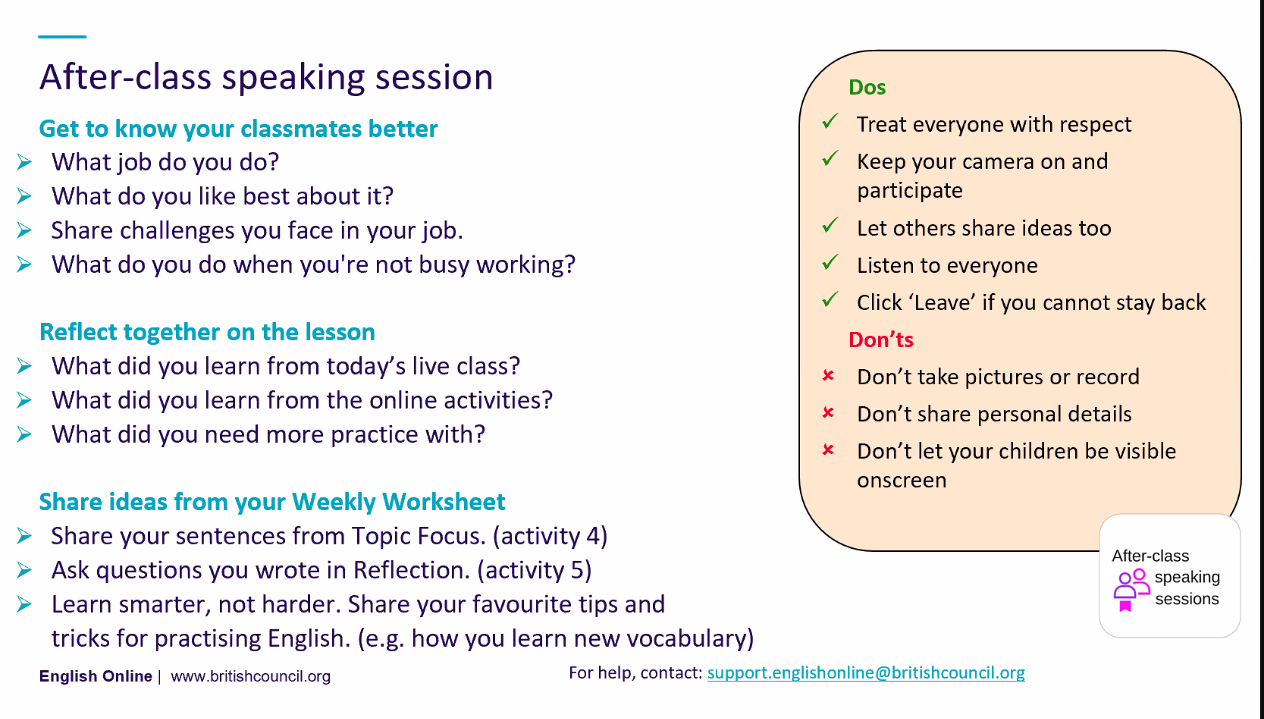 After-class speaking session
Get to know your classmates better
What job do you do?
What do you like best about it?
Share challenges you face in your job.
What do you do when you're not busy working?
Reflect together on the lesson
What did you learn from today’s live class?
What did you learn from the online activities?
What did you need more practice with?
Share ideas from your Weekly Worksheet
Share your sentences from Topic Focus. (activity 4)
Ask questions you wrote in Reflection. (activity 5)
Learn smarter, not harder. Share your favourite tips and
tricks for practising English. (e.g. how you learn new vocabulary)
Dos
Treat everyone with respect
Keep your camera on and
participate
Let others share ideas too
Listen to everyone
Click ‘Leave’ if you cannot stay back
Don’ts
Don’t take pictures or record
Don’t share personal details
Don’t let your children be visible
onscreen
After-class
speaking
sessions
English Online | www.britishcouncil.org
For help, contact: support.englishonline@britishcouncil.org